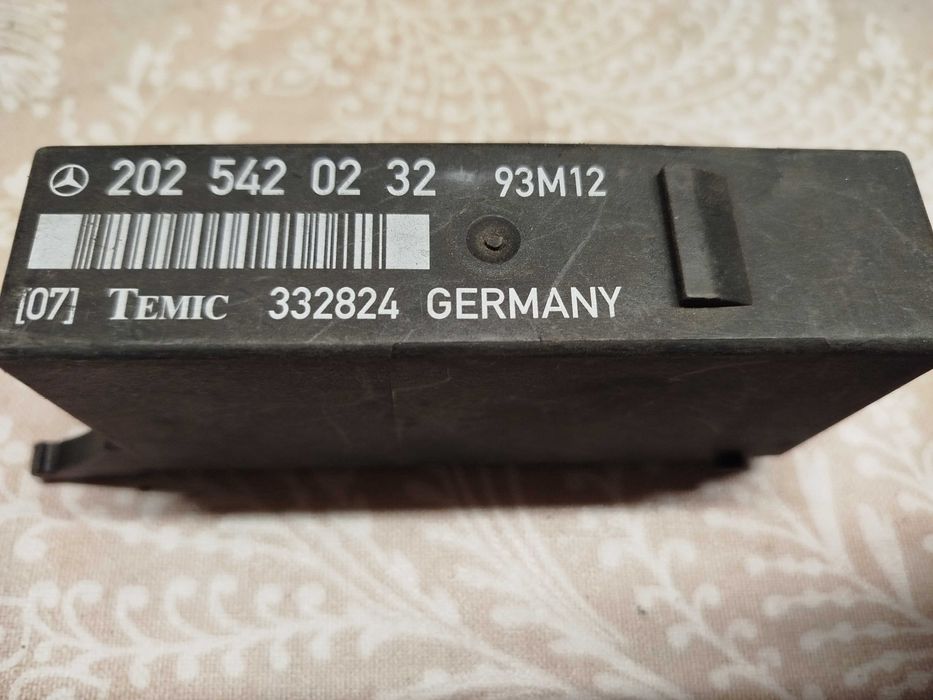 202 542 02 32 93M12
[07] TEMIC 332824 GERMANY